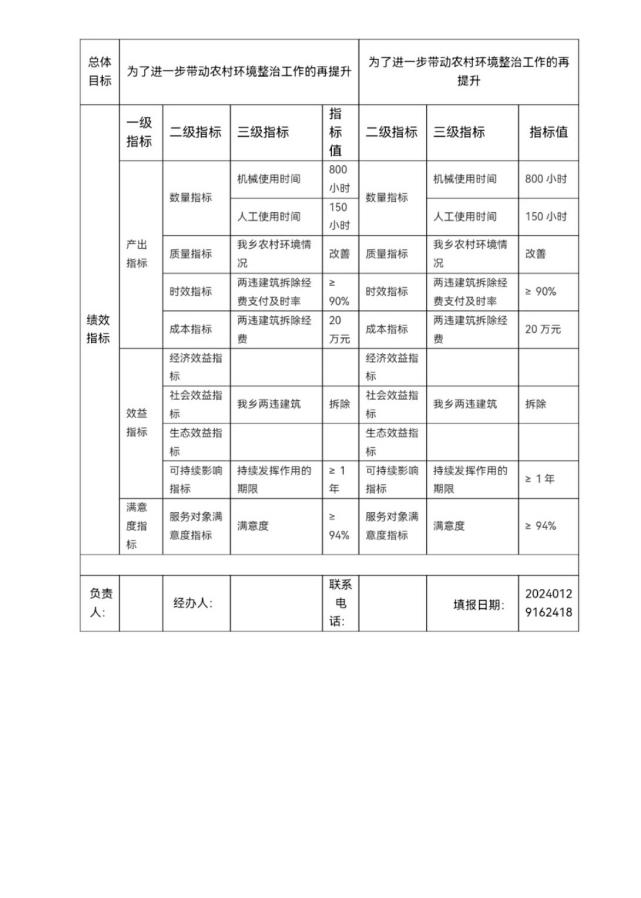 总体 为了进一步带动农村环境整治工作的再提升 为了进一步带动农村环境整治工作的再
目标 提升
绩效
指标
一级
指标 二级指标 三级指标 指
标
值 二级指标 三级指标 指标值
产出
指标
数量指标 机械使用时间 800
小时 数量指标 机械使用时间 800 小时
人工使用时间 150
小时 人工使用时间 150 小时
质量指标 我乡农村环境情
况 改善 质量指标 我乡农村环境情
况 改善
时效指标 两违建筑拆除经
费支付及时率 ≥
90% 时效指标 两违建筑拆除经
费支付及时率 ≥ 90%
成本指标 两违建筑拆除经
费 20
万元 成本指标 两违建筑拆除经
费 20 万元
效益
指标
经济效益指
标 经济效益指
标
社会效益指
标 我乡两违建筑 拆除 社会效益指
标 我乡两违建筑 拆除
生态效益指
标 生态效益指
标
可持续影响
指标 持续发挥作用的
期限 ≥ 1
年 可持续影响
指标 持续发挥作用的
期限 ≥ 1 年
满意
度指
标 服务对象满
意度指标 满意度 ≥
94% 服务对象满
意度指标 满意度 ≥ 94%
负责
人： 经办人： 联系
电
话： 填报日期： 2024012
9162418